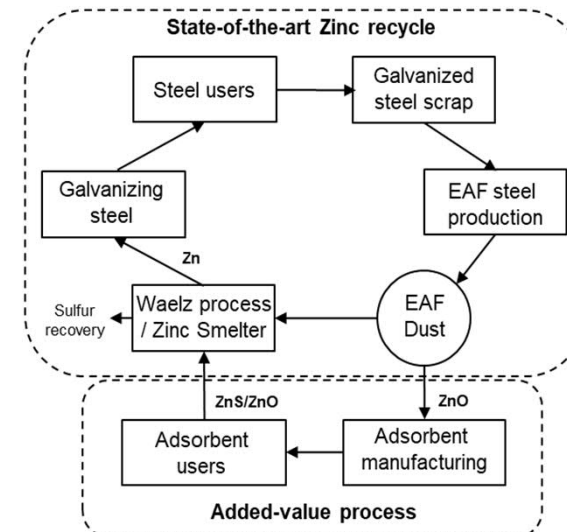 State-of-the-art Zinc recycle
Steel users
Galvanized
steel scrap
Galvanizing
steel
EAF steel
production
Zn
Sulfur
recovery
Waelz process
/ Zinc Smelter
EAF
Dust
ZnS/ZnO
ZnO
Adsorbent
users
Adsorbent
manufacturing
Added-value process